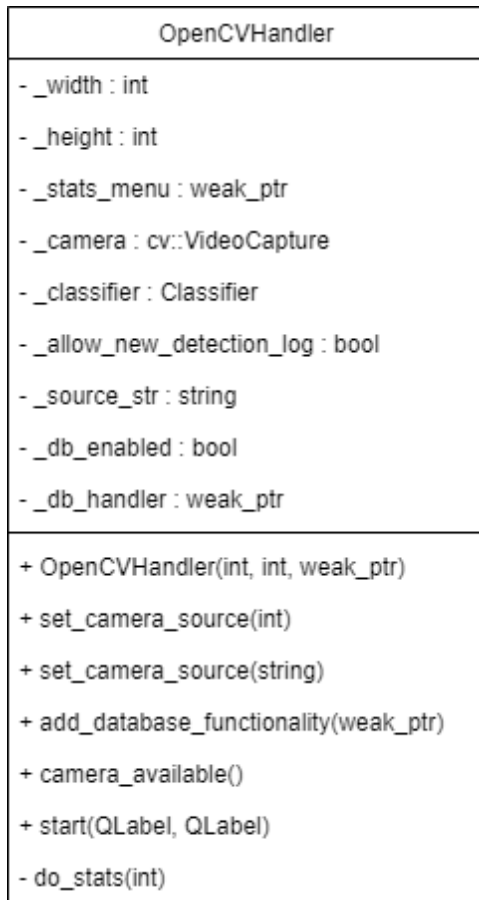 OpenCVHandler
- _width : int
- _height : int
- _stats_menu : weak_ptr
- _camera : cv::VideoCapture
- _classifier : Classifier
- _allow_new_detection_log : bool
- _source_str : string
- _db_enabled : bool
- _db_handler : weak_ptr
+ OpenCVHandler(int, int, weak_ptr)
+ set_camera_source(int)
+ set_camera_source(string)
+ add_database_functionality(weak_ptr)
+ camera_available()
+ start(QLabel, QLabel)
- do_stats(int)